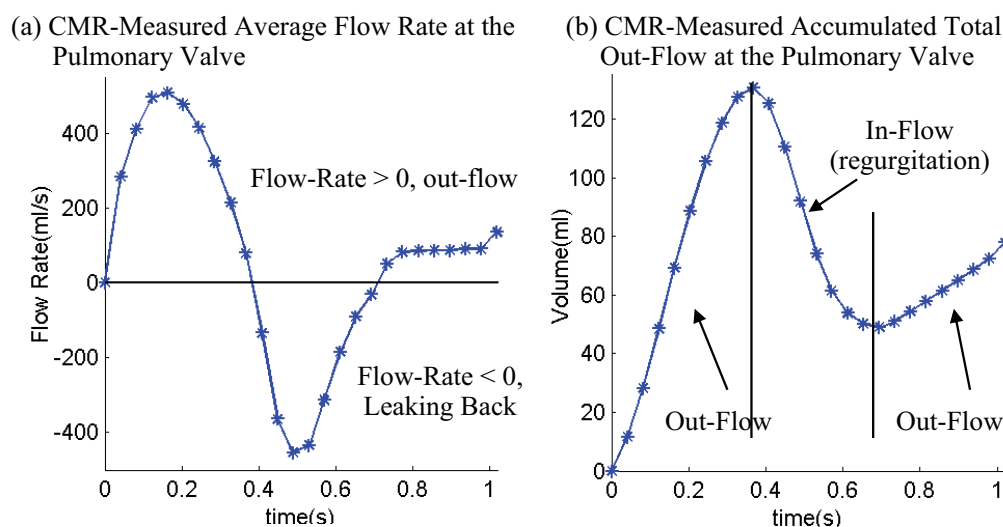 (a) CMR-Measured Average Flow Rate at the
Pulmonary Valve
Flow Rate(ml/s)
400
200
0
-200
-400
Flow-Rate > 0, out-flow
Flow-Rate < 0,
Leaking Back
0 0.2 0.4 0.6 0.8 1
time(s)
(b) CMR-Measured Accumulated Total
Out-Flow at the Pulmonary Valve
Volume(ml)
120
100
80
60
40
20
0
In-Flow
(regurgitation)
Out-Flow
Out-Flow
0 0.2 0.4 0.6 0.8 1
time(s)